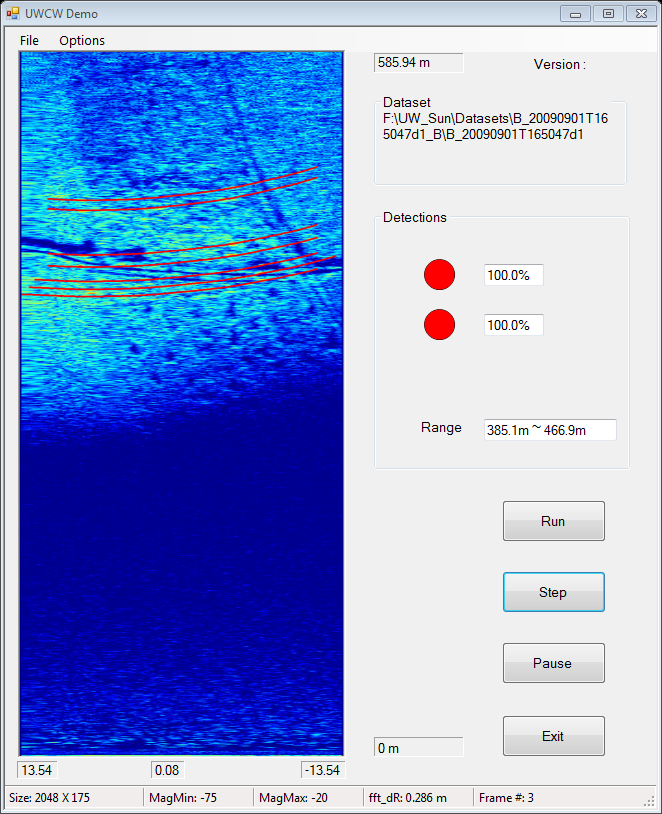 UWCW Demo
File Options
585.94 m
Version :
Dataset
F:\UW_Sun\Datasets\B_20090901T16
5047d1_B\B_20090901T165047d1
Detections
100.0%
100.0%
Range 385.1m ~ 466.9m
Run
Step
Pause
Exit
0 m
13.54 0.08 -13.54
Size: 2048 X 175 MagMin: -75 MagMax: -20 fft_dR: 0.286 m Frame #: 3